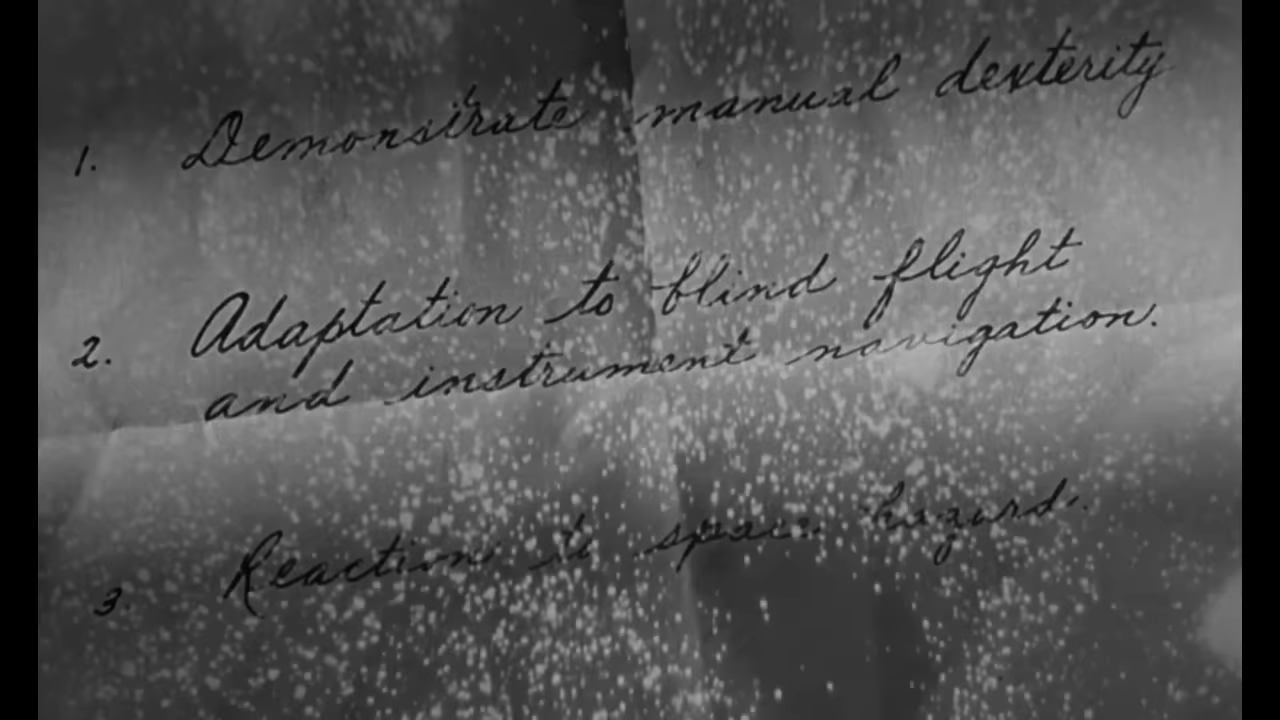 1. Demonstrate manual dexterity
2. Adaptation to blind flight
and instrument navigation.
3. Reaction to space hazard.